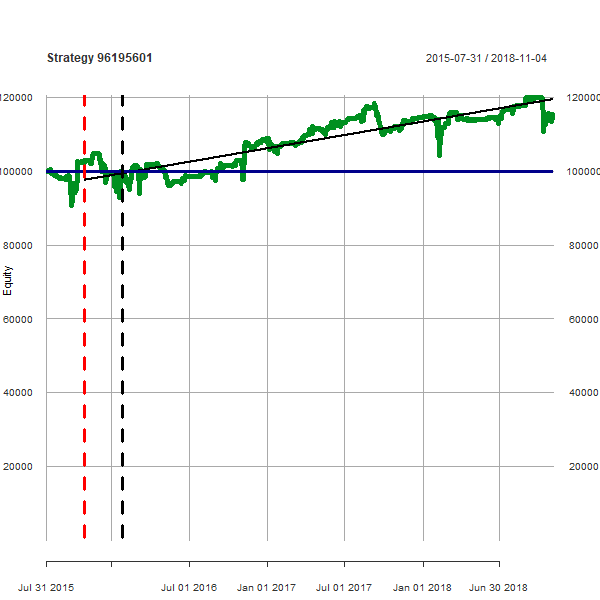 Strategy 96195601 2015-07-31 / 2018-11-04
120000 120000
100000 100000
80000 80000
Equity
60000 60000
40000 40000
20000 20000
Jul 31 2015 Jul 01 2016 Jan 01 2017 Jul 01 2017 Jan 01 2018 Jun 30 2018